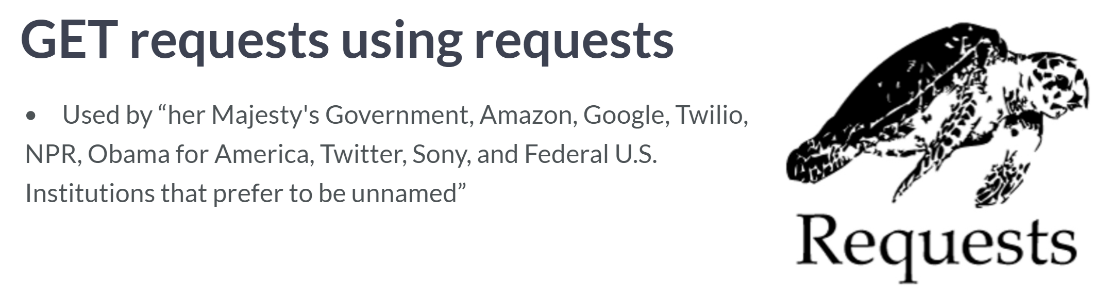 GET requests using requests
• Used by “her Majesty's Government, Amazon, Google, Twilio,
NPR, Obama for America, Twitter, Sony, and Federal U.S.
Institutions that prefer to be unnamed”
Requests